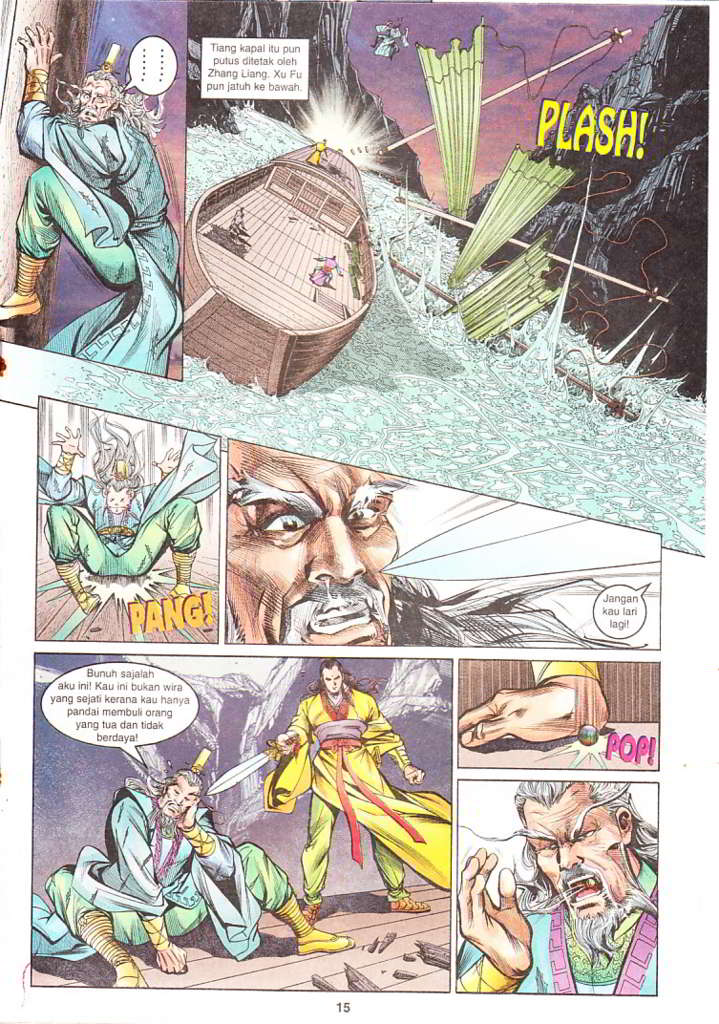 ......
Tiang kapal itu pun
putus ditetak oleh
Zhang Liang. Xu Fu
pun jatuh ke bawah.
PLASH!
PANG!
Jangan
kau lari
lagi!
Bunuh sajalah
aku ini! Kau ini bukan wira
yang sejati kerana kau hanya
pandai membuli orang
yang tua dan tidak
berdaya!
POP!
15